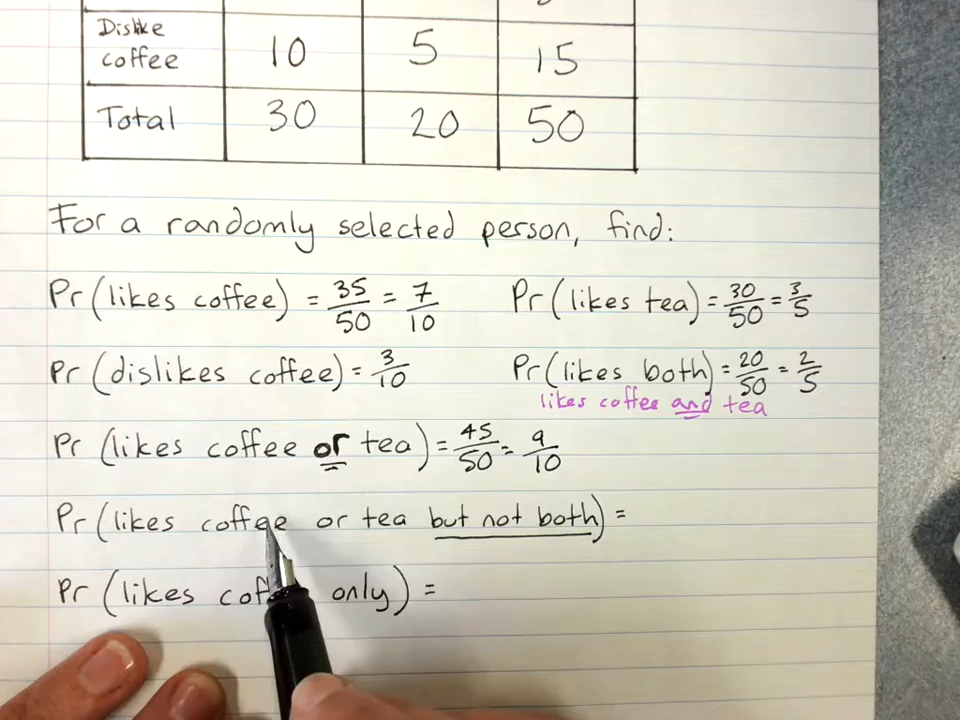 Dislike
coffee 10 5 15
Total 30 20 50
For a randomly selected person, find:
Pr(likes coffee) = 35/50 = 7/10 Pr(likes tea) = 30/50 = 3/5
Pr(dislikes coffee) = 3/10 Pr(likes both) = 20/50 = 2/5
likes coffee and tea
Pr(likes coffee or tea) = 45/50 = 9/10
Pr(likes coffee or tea but not both) =
Pr(likes only) =